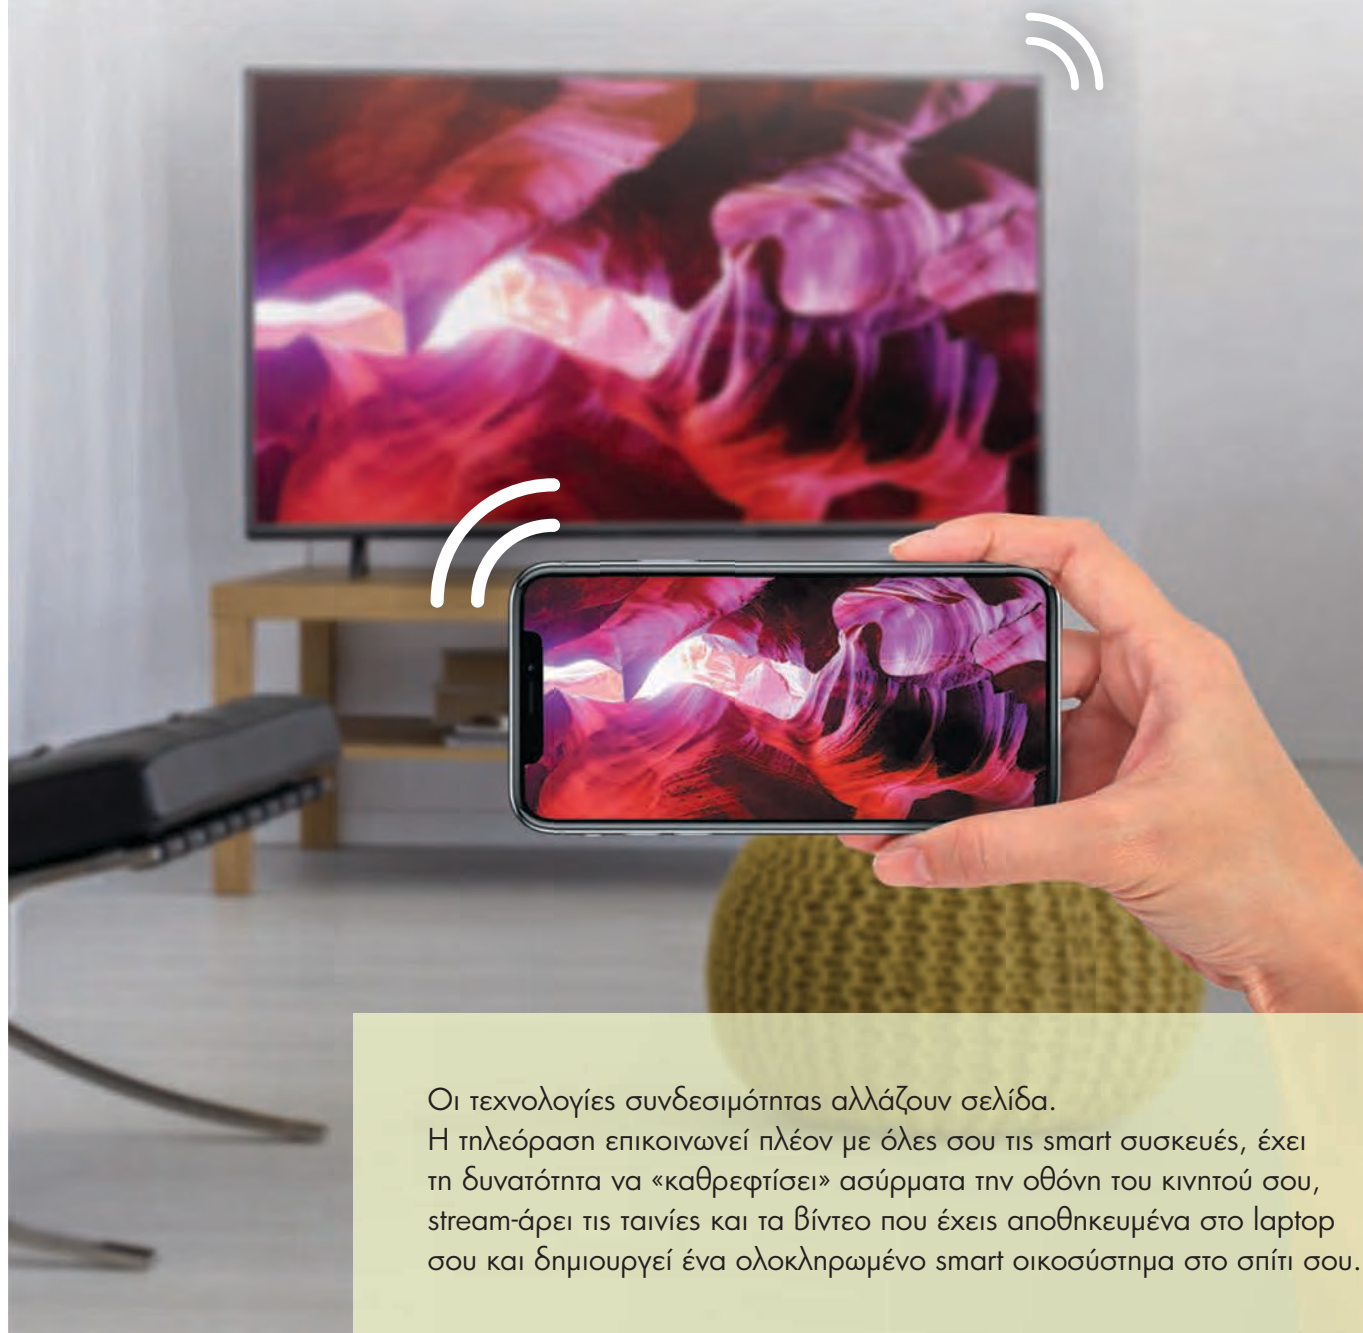 Οι τεχνολογίες συνδεσιμότητας αλλάζουν σελίδα.
Η τηλεόραση επικοινωνεί πλέον με όλες σου τις smart συσκευές, έχει
τη δυνατότητα να «καθρεφτίσει» ασύρματα την οθόνη του κινητού σου,
stream-άρει τις ταινίες και τα βίντεο που έχεις αποθηκευμένα στο laptop
σου και δημιουργεί ένα ολοκληρωμένο smart οικοσύστημα στο σπίτι σου.